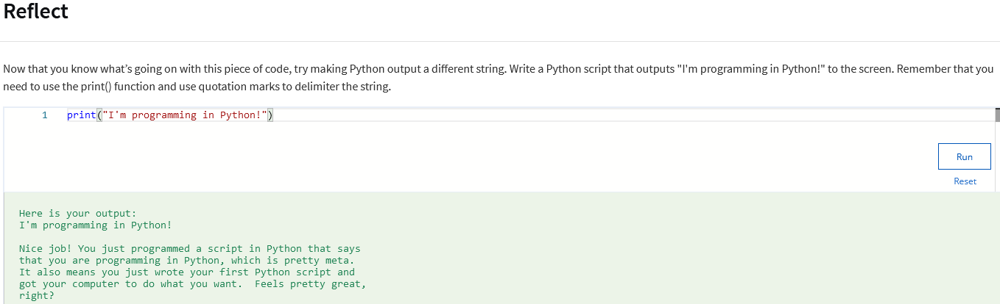 Reflect
Now that you know what’s going on with this piece of code, try making Python output a different string. Write a Python script that outputs "I'm programming in Python!" to the screen. Remember that you
need to use the print() function and use quotation marks to delimiter the string.
1 print("I'm programming in Python!")
Run
Reset
Here is your output:
I'm programming in Python!
Nice job! You just programmed a script in Python that says
that you are programming in Python, which is pretty meta.
It also means you just wrote your first Python script and
got your computer to do what you want.  Feels pretty great,
right?